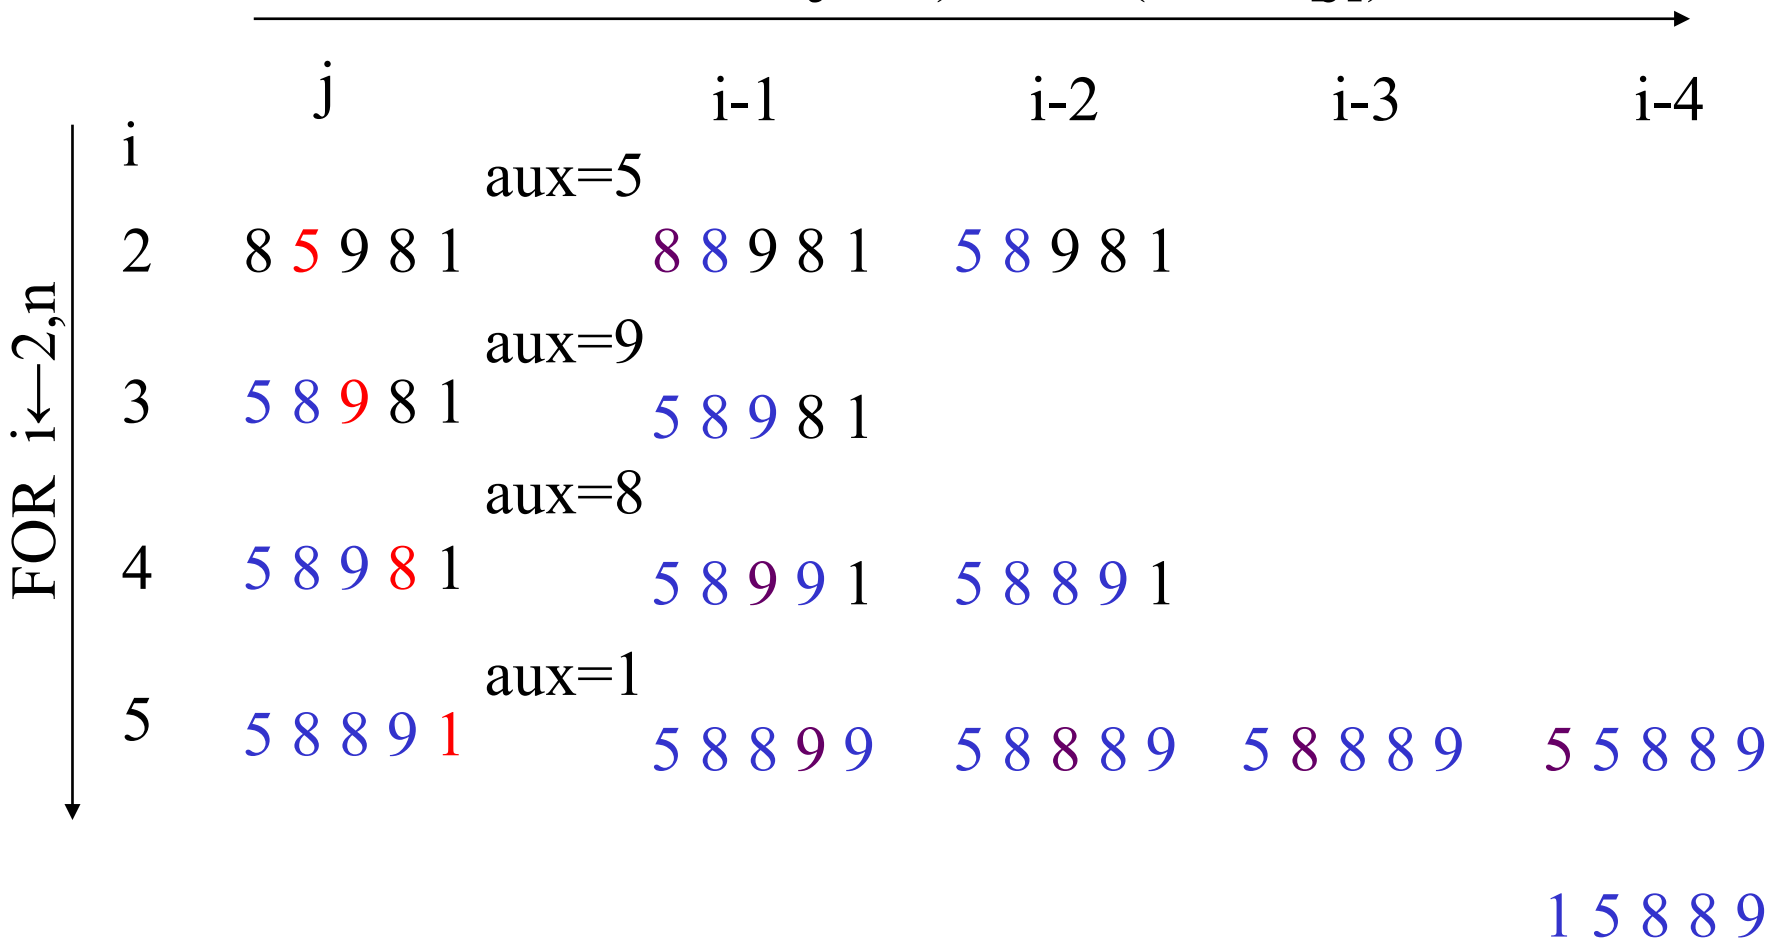 j
i-1 i-2 i-3 i-4
i
aux=5
2 8 5 9 8 1 8 8 9 8 1 5 8 9 8 1
aux=9
3 5 8 9 8 1 5 8 9 8 1
aux=8
4 5 8 9 8 1 5 8 9 9 1 5 8 8 9 1
aux=1
5 5 8 8 9 1 5 8 8 9 9 5 8 8 8 9 5 8 8 8 9 5 5 8 8 9
1 5 8 8 9
FOR i←2,n